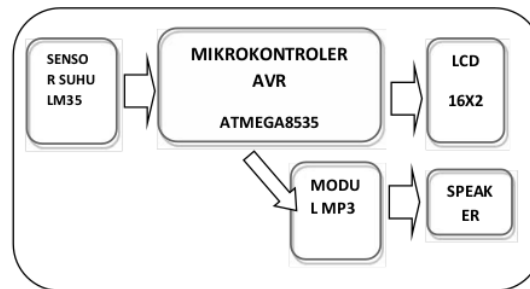 SENSO
R SUHU
LM35
MIKROKONTROLER
AVR
ATMEGA8535
LCD
16X2
MODU
L MP3
SPEAK
ER